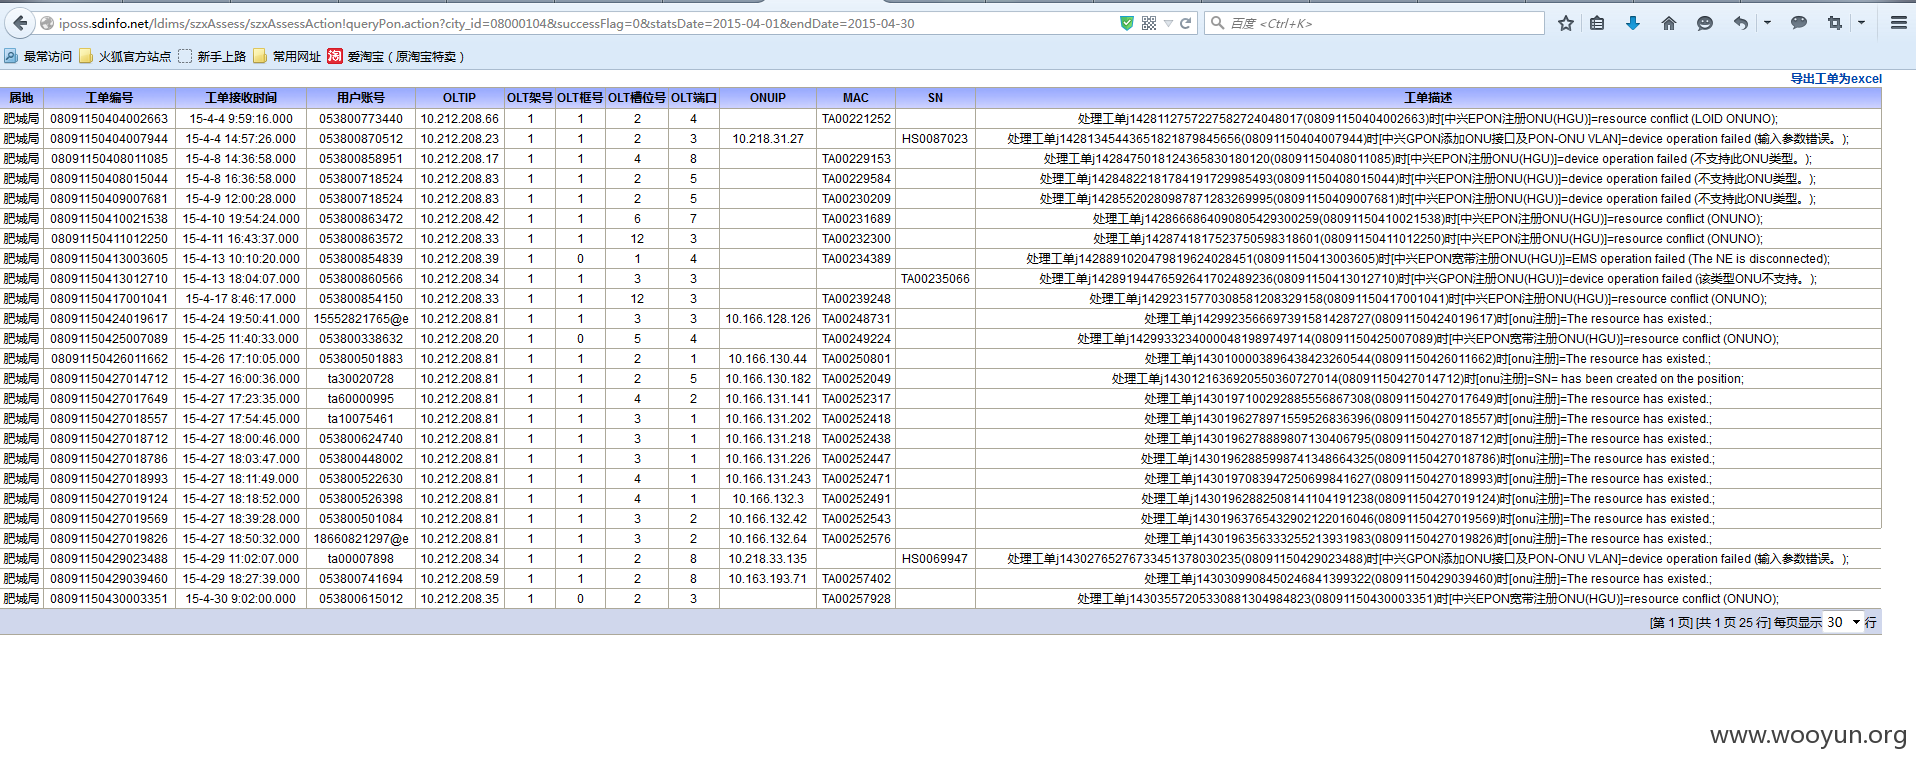 iposs.sdinfo.net/ldims/szxAssess/szxAssessAction!queryPon.action?city_id=08000104&successFlag=0&statsDate=2015-04-01&endDate=2015-04-30 百度 <Ctrl+K>
最常访问 火狐官方站点 新手上路 常用网址 淘 爱淘宝（原淘宝特卖）
导出工单为excel
属地 工单编号 工单接收时间 用户账号 OLTIP OLT架号 OLT框号 OLT槽位号 OLT端口 ONUIP MAC SN 工单描述
肥城局 08091150404002663 15-4-4 9:59:16.000 053800773440 10.212.208.66 1 1 2 4 TA00221252 处理工单j1428112757227582724048017(08091150404002663)时[中兴EPON注册ONU(HGU)]=resource conflict (LOID ONUNO);
肥城局 08091150404007944 15-4-4 14:57:26.000 053800870512 10.212.208.23 1 1 2 3 10.218.31.27 HS0087023 处理工单j14281345443651821879845656(08091150404007944)时[中兴GPON添加ONU接口及PON-ONU VLAN]=device operation failed (输入参数错误。);
肥城局 08091150408011085 15-4-8 14:36:58.000 053800858951 10.212.208.17 1 1 4 8 TA00229153 处理工单j1428475018124365830180120(08091150408011085)时[中兴EPON注册ONU(HGU)]=device operation failed (不支持此ONU类型。);
肥城局 08091150408015044 15-4-8 16:36:58.000 053800718524 10.212.208.83 1 1 2 5 TA00229584 处理工单j1428482218178419172998549​3(08091150408015044)时[中兴EPON注册ONU(HGU)]=device operation failed (不支持此ONU类型。);
肥城局 08091150409007681 15-4-9 12:00:28.000 053800718524 10.212.208.83 1 1 2 5 TA00230209 处理工单j14285520280987871283269995(08091150409007681)时[中兴EPON注册ONU(HGU)]=device operation failed (不支持此ONU类型。);
肥城局 08091150410021538 15-4-10 19:54:24.000 053800863472 10.212.208.42 1 1 6 7 TA00231689 处理工单j1428666864090805429300259(08091150410021538)时[中兴EPON注册ONU(HGU)]=resource conflict (ONUNO);
肥城局 08091150411012250 15-4-11 16:43:37.000 053800863572 10.212.208.33 1 1 12 3 TA00232300 处理工单j1428741817523750598318601(08091150411012250)时[中兴EPON注册ONU(HGU)]=resource conflict (ONUNO);
肥城局 08091150413003605 15-4-13 10:10:20.000 053800854839 10.212.208.39 1 0 1 4 TA00234389 处理工单j1428891020479819624028451(08091150413003605)时[中兴EPON宽带注册ONU(HGU)]=EMS operation failed (The NE is disconnected);
肥城局 08091150413012710 15-4-13 18:04:07.000 053800860566 10.212.208.34 1 1 3 3 TA00235066 处理工单j14289194476592641702489236(08091150413012710)时[中兴GPON注册ONU(HGU)]=device operation failed (该类型ONU不支持。);
肥城局 08091150417001041 15-4-17 8:46:17.000 053800854150 10.212.208.33 1 1 12 3 TA00239248 处理工单j14292315770308581208329158(08091150417001041)时[中兴EPON注册ONU(HGU)]=resource conflict (ONUNO);
肥城局 08091150424019617 15-4-24 19:50:41.000 15552821765@e 10.212.208.81 1 1 3 3 10.166.128.126 TA00248731 处理工单j1429923566697391581428727(08091150424019617)时[onu注册]=The resource has existed.;
肥城局 08091150425007089 15-4-25 11:40:33.000 053800338632 10.212.208.20 1 0 5 4 TA00249224 处理工单j1429933234000481989749714(08091150425007089)时[中兴EPON宽带注册ONU(HGU)]=resource conflict (ONUNO);
肥城局 08091150426011662 15-4-26 17:10:05.000 053800501883 10.212.208.81 1 1 2 1 10.166.130.44 TA00250801 处理工单j1430100003896438423260544(08091150426011662)时[onu注册]=The resource has existed.;
肥城局 08091150427014712 15-4-27 16:00:36.000 ta30020728 10.212.208.81 1 1 2 5 10.166.130.182 TA00252049 处理工单j1430121636920550360727014(08091150427014712)时[onu注册]=SN= has been created on the position;
肥城局 08091150427017649 15-4-27 17:23:35.000 ta60000995 10.212.208.81 1 1 4 2 10.166.131.141 TA00252317 处理工单j1430197100292885556867308(08091150427017649)时[onu注册]=The resource has existed.;
肥城局 08091150427018557 15-4-27 17:54:45.000 ta10075461 10.212.208.81 1 1 3 1 10.166.131.202 TA00252418 处理工单j1430196278971559526836396(08091150427018557)时[onu注册]=The resource has existed.;
肥城局 08091150427018712 15-4-27 18:00:46.000 053800624740 10.212.208.81 1 1 3 1 10.166.131.218 TA00252438 处理工单j1430196278889807130406795(08091150427018712)时[onu注册]=The resource has existed.;
肥城局 08091150427018786 15-4-27 18:03:47.000 053800448002 10.212.208.81 1 1 3 1 10.166.131.226 TA00252447 处理工单j1430196288599874134866​4325(08091150427018786)时[onu注册]=The resource has existed.;
肥城局 08091150427018993 15-4-27 18:11:49.000 053800522630 10.212.208.81 1 1 4 1 10.166.131.243 TA00252471 处理工单j1430197083947250699841627(08091150427018993)时[onu注册]=The resource has existed.;
肥城局 08091150427019124 15-4-27 18:18:52.000 053800526398 10.212.208.81 1 1 4 1 10.166.132.3 TA00252491 处理工单j1430196288250814110419​1238(08091150427019124)时[onu注册]=The resource has existed.;
肥城局 08091150427019569 15-4-27 18:39:28.000 053800501084 10.212.208.81 1 1 3 2 10.166.132.42 TA00252543 处理工单j14301963765432902122016046(08091150427019569)时[onu注册]=The resource has existed.;
肥城局 08091150427019826 15-4-27 18:50:32.000 18660821297@e 10.212.208.81 1 1 3 2 10.166.132.64 TA00252576 处理工单j1430196356333255213931983(08091150427019826)时[onu注册]=The resource has existed.;
肥城局 08091150429023488 15-4-29 11:02:07.000 ta00007898 10.212.208.34 1 1 2 8 10.218.33.135 HS0069947 处理工单j14302765276733451378030235(08091150429023488)时[中兴GPON添加ONU接口及PON-ONU VLAN]=device operation failed (输入参数错误。);
肥城局 08091150429039460 15-4-29 18:27:39.000 053800741694 10.212.208.59 1 1 2 8 10.163.193.71 TA00257402 处理工单j1430309908450246841399322(08091150429039460)时[onu注册]=The resource has existed.;
肥城局 08091150430003351 15-4-30 9:02:00.000 053800615012 10.212.208.35 1 0 2 3 TA00257928 处理工单j14303557205330881304984823(08091150430003351)时[中兴EPON宽带注册ONU(HGU)]=resource conflict (ONUNO);
[第 1 页] [共 1 页 25 行] 每页显示 30 行
www.wooyun.org